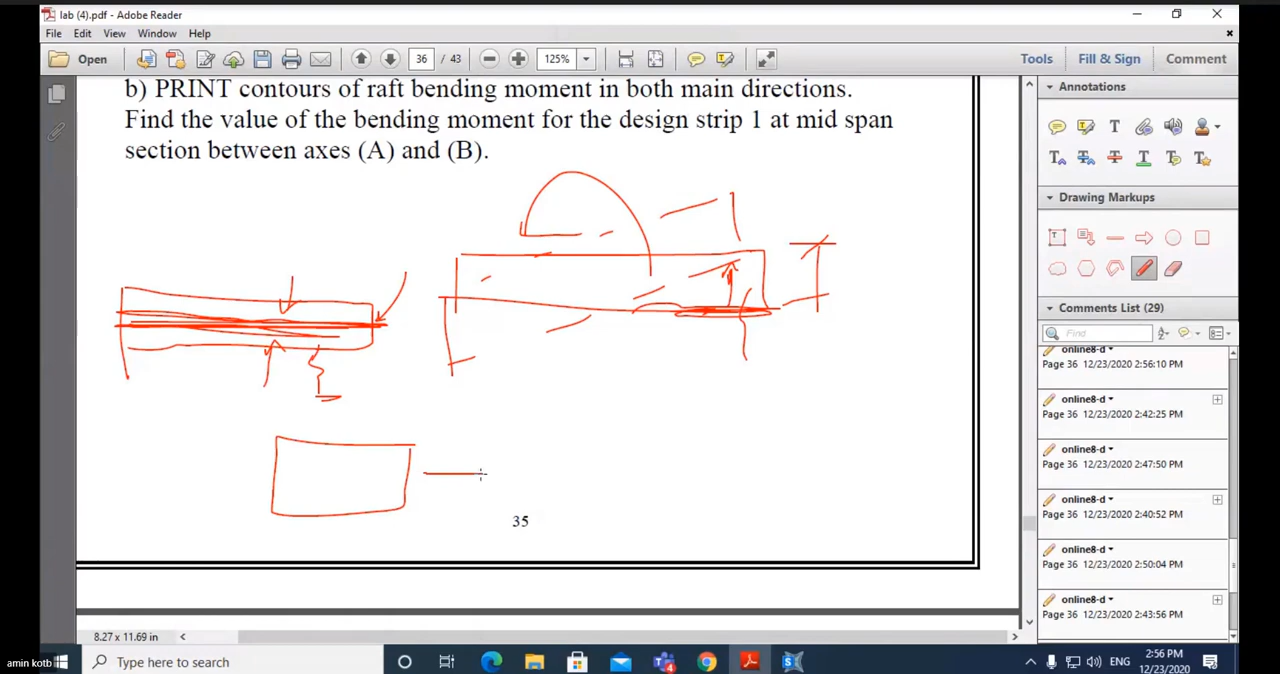 lab (4).pdf - Adobe Reader
File Edit View Window Help
Open 36 / 43 125% Tools Fill & Sign Comment
b) PRINT contours of raft bending moment in both main directions.
Find the value of the bending moment for the design strip 1 at mid span
section between axes (A) and (B).
35
Annotations
Drawing Markups
Comments List (29)
Find
online8-d
Page 36 12/23/2020 2:56:10 PM
online8-d
Page 36 12/23/2020 2:42:25 PM
online8-d
Page 36 12/23/2020 2:47:50 PM
online8-d
Page 36 12/23/2020 2:40:52 PM
online8-d
Page 36 12/23/2020 2:50:04 PM
online8-d
Page 36 12/23/2020 2:43:56 PM
online8-d
8.27 x 11.69 in
amin kotb
Type here to search
ENG
2:56 PM
12/23/2020